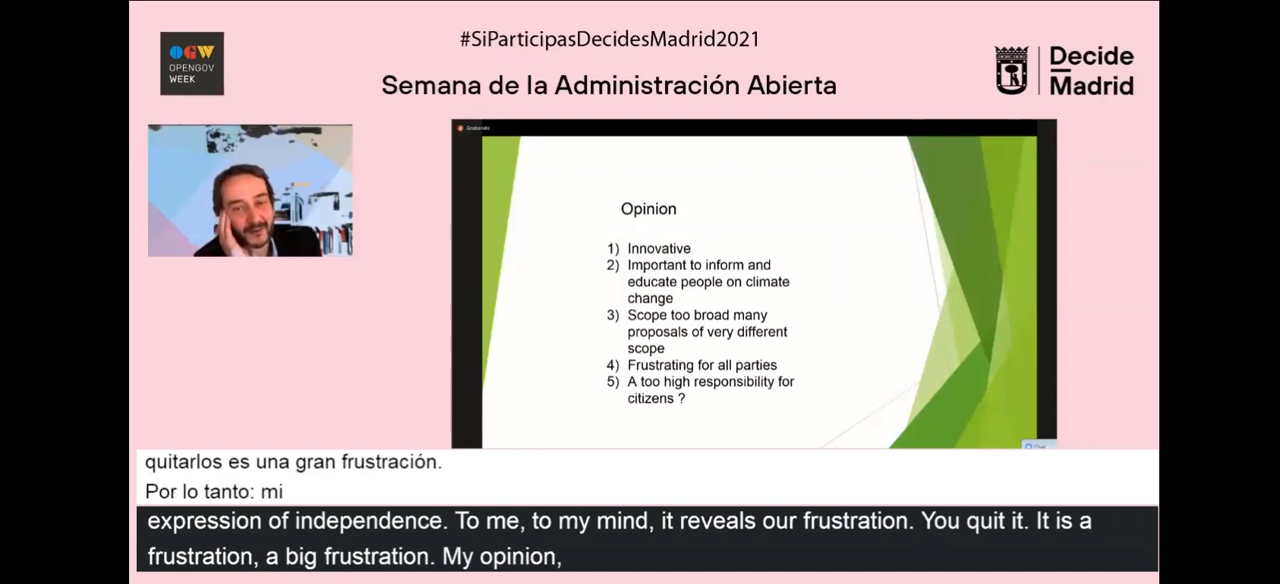 #SiParticipasDecidesMadrid2021
OGW
OPENGOV
WEEK
Semana de la Administración Abierta
Decide
Madrid
Grabando
Opinion
1) Innovative
2) Important to inform and
educate people on climate
change
3) Scope too broad many
proposals of very different
scope
4) Frustrating for all parties
5) A too high responsibility for
citizens ?
quitarlos es una gran frustración.
Por lo tanto: mi
expression of independence. To me, to my mind, it reveals our frustration. You quit it. It is a
frustration, a big frustration. My opinion,